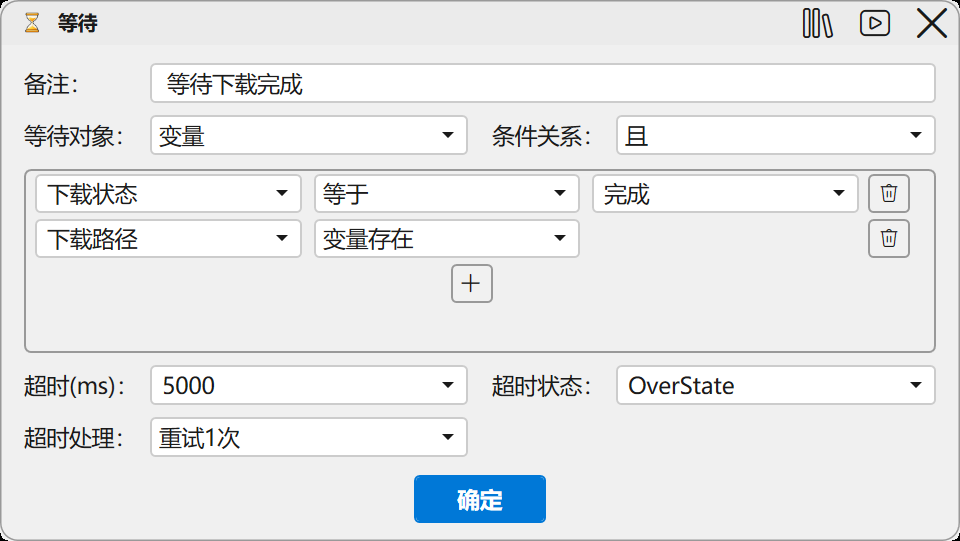 等待
备注：
等待下载完成
等待对象： 变量 条件关系： 且
下载状态 等于 完成
下载路径 变量存在
超时(ms)： 5000 超时状态： OverState
超时处理： 重试1次
确定